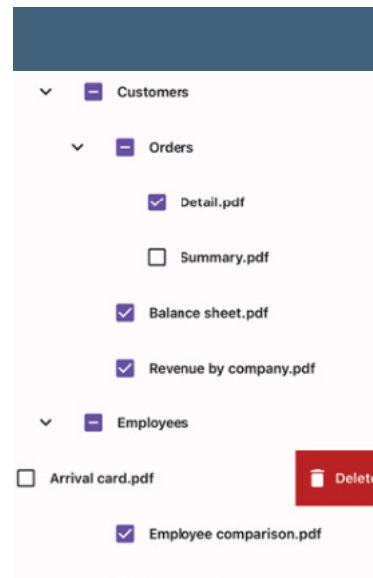 Customers
Orders
Detail.pdf
Summary.pdf
Balance sheet.pdf
Revenue by company.pdf
Employees
Arrival card.pdf Delete
Employee comparison.pdf